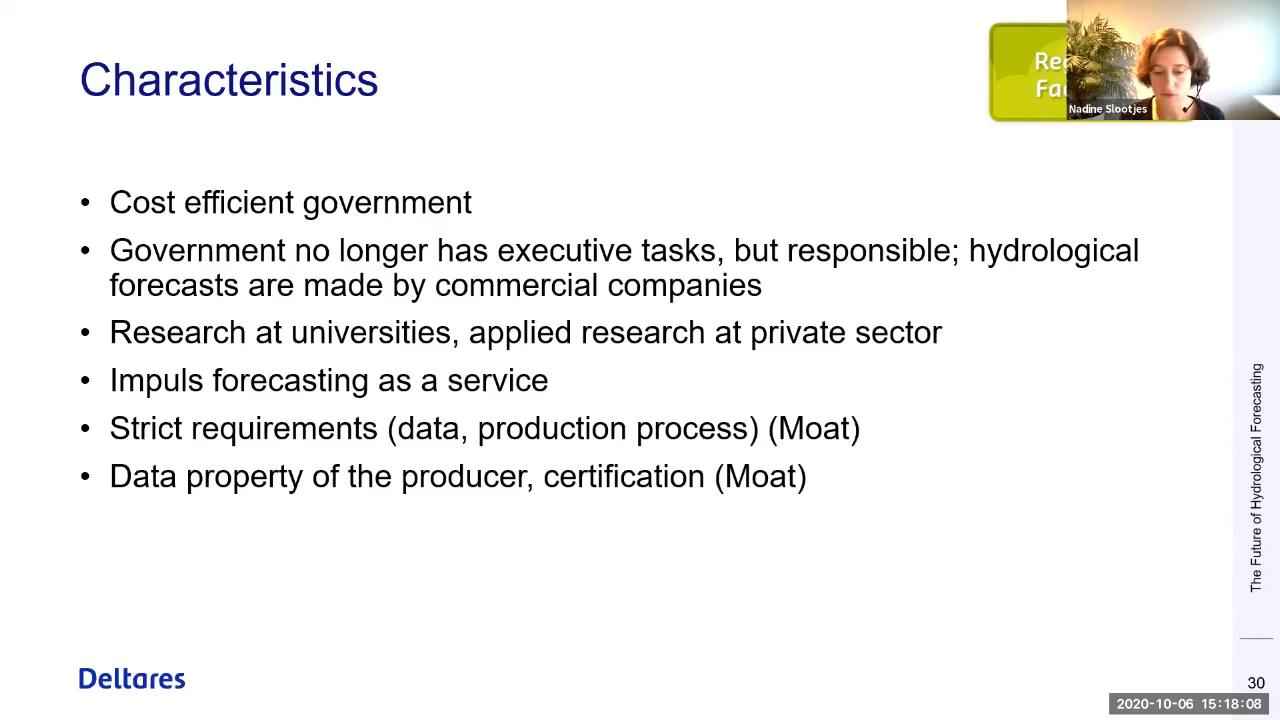 Characteristics
Nadine Slootjes
• Cost efficient government
• Government no longer has executive tasks, but responsible; hydrological
forecasts are made by commercial companies
• Research at universities, applied research at private sector
• Impuls forecasting as a service
• Strict requirements (data, production process) (Moat)
• Data property of the producer, certification (Moat)
The Future of Hydrological Forecasting
Deltares
30
2020-10-06 15:18:08